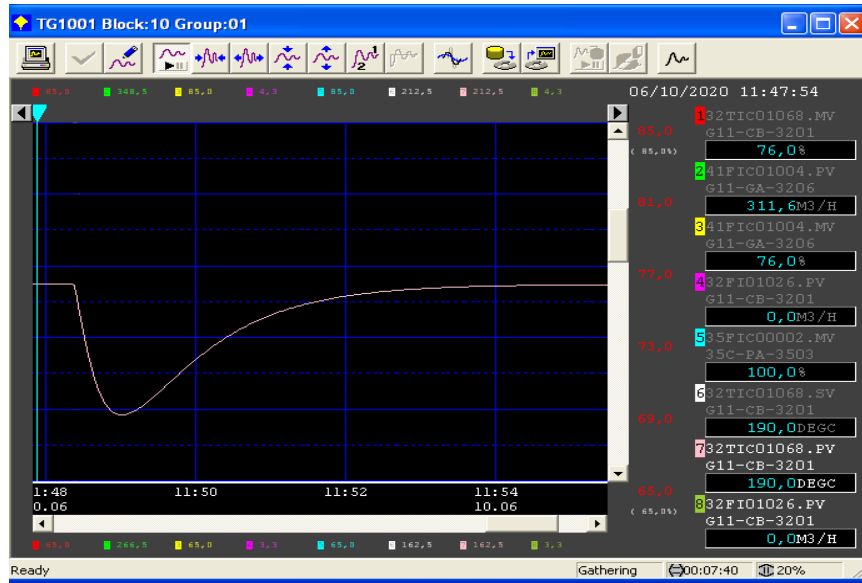 TG1001 Block:10 Group:01
85,0 348,5 85,0 4,3 85,0 212,5 212,5 4,3
06/10/2020 11:47:54
85,0
( 85,0%)
81,0
77,0
73,0
69,0
65,0
( 65,0%)
1 32TIC01068.MV
G11-CB-3201
76,0%
2 41FIC01004.PV
G11-GA-3206
311,6M3/H
3 41FIC01004.MV
G11-GA-3206
76,0%
4 32FI01026.PV
G11-CB-3201
0,0M3/H
5 35FIC00002.MV
35C-PA-3503
100,0%
6 32TIC01068.SV
G11-CB-3201
190,0DEGC
7 32TIC01068.PV
G11-CB-3201
190,0DEGC
8 32FI01026.PV
G11-CB-3201
0,0M3/H
1:48 11:50 11:52 11:54
0.06 10.06
65,0 266,5 65,0 3,3 65,0 162,5 162,5 3,3
Ready Gathering 00:07:40 20%